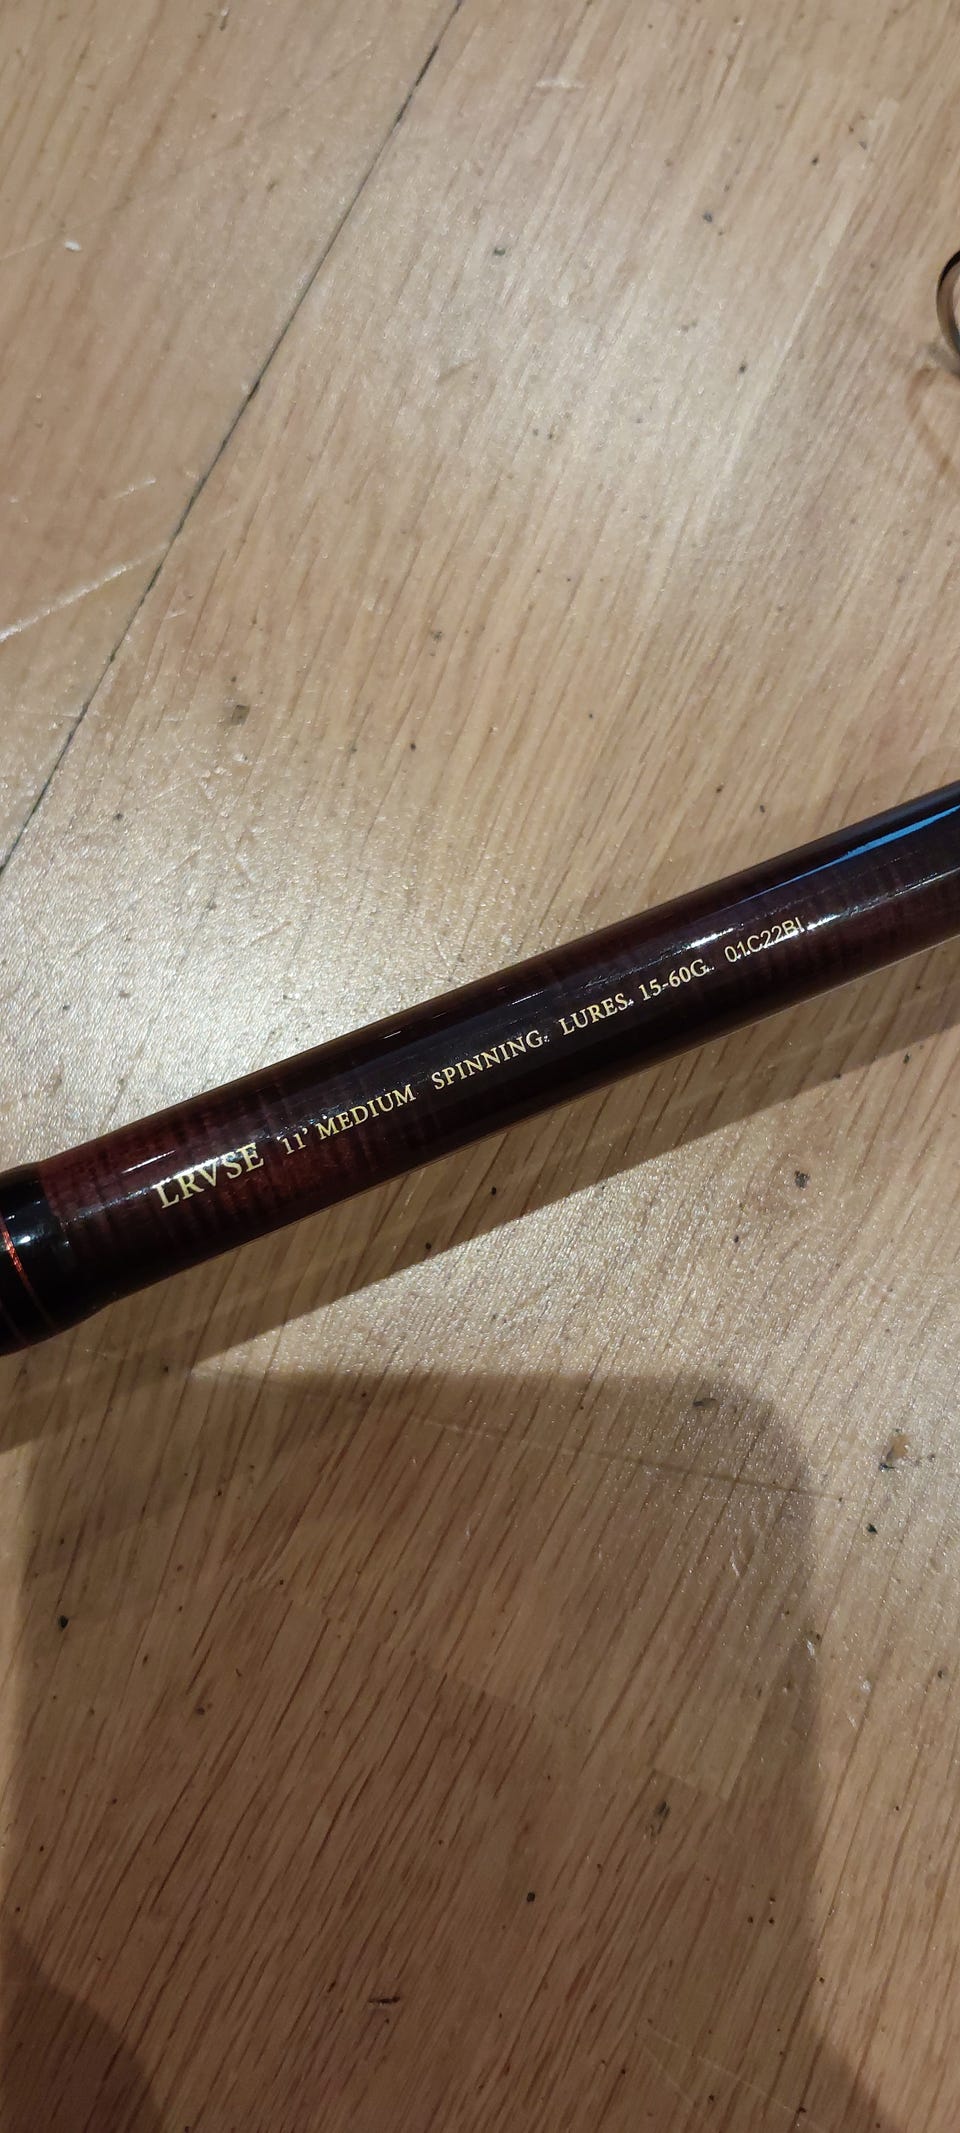 LRVSE 11' MEDIUM SPINNING. LURES. 15-60G. 01C22BI